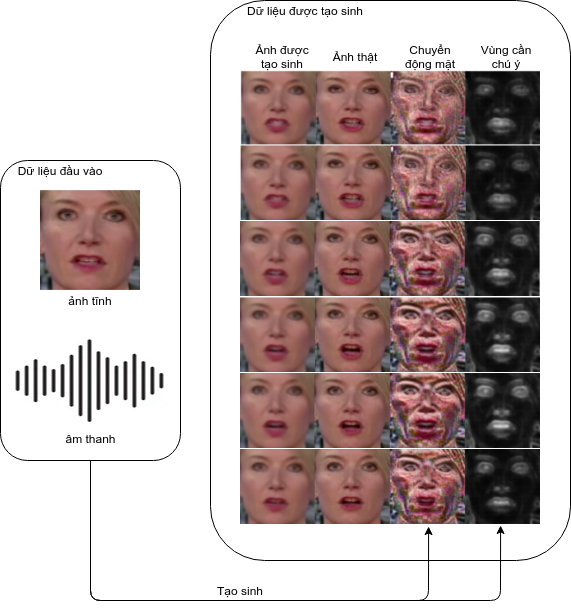 Dữ liệu được tạo sinh
Ảnh được
tạo sinh
Ảnh thật
Chuyển
động mặt
Vùng cần
chú ý
Dữ liệu đầu vào
ảnh tĩnh
âm thanh
Tạo sinh